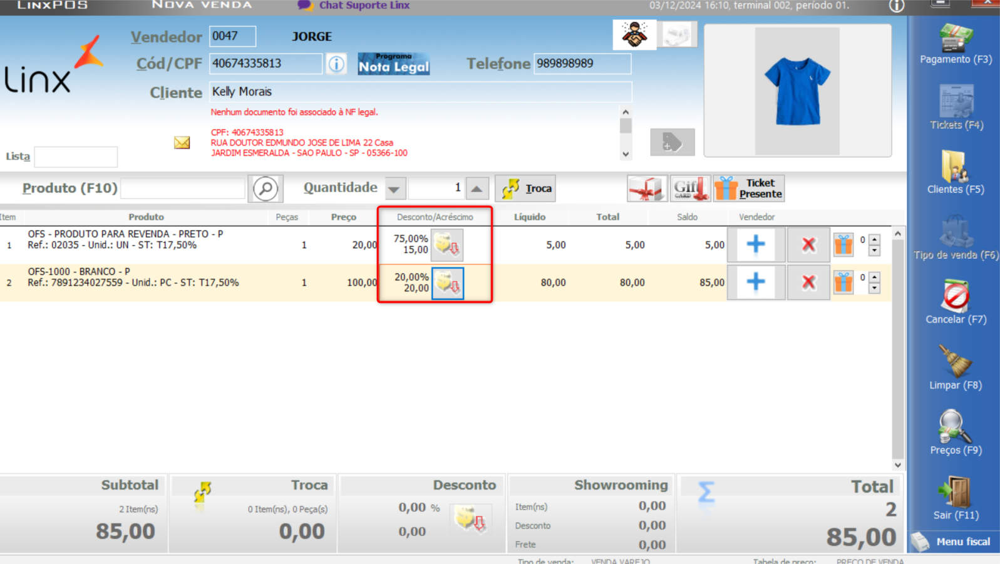 LinxPOS NOVA VENDA Chat Suporte Linx 03/12/2024 16:10, terminal 002, período 01.
Vendedor 0047 JORGE
Linx
Cód/CPF 40674335813 Programa Nota Legal Telefone 989898989
Cliente Kelly Morais
Nenhum documento foi associado à NF legal.
CPF: 40674335813
RUA DOUTOR EDMUNDO JOSE DE LIMA 22 Casa
JARDIM ESMERALDA - SAO PAULO - SP - 05366-100
Lista
Produto (F10) Quantidade 1 Troca Gift CARD Ticket Presente
Item Produto Peças Preço Desconto/Acréscimo Líquido Total Saldo Vendedor
OFS - PRODUTO PARA REVENDA - PRETO - P
1 Ref.: 02035 - Unid.: UN - ST: T17,50% 1 20,00 75,00% 15,00 5,00 5,00 5,00 0
OFS-1000 - BRANCO - P
2 Ref.: 7891234027559 - Unid.: PC - ST: T17,50% 1 100,00 20,00% 20,00 80,00 80,00 85,00 0
Subtotal
2 Item(ns)
85,00
Troca
0 Item(ns), 0 Peça(s)
0,00
Desconto
0,00 %
0,00
Showrooming
Item(ns) 0,00
Desconto 0,00
Frete 0,00
Total
2
85,00
Tipo de venda: VENDA VAREJO Tabela de preço: PREÇO DE VENDA
Pagamento (F3)
Tickets (F4)
Clientes (F5)
Tipo de venda (F6)
Cancelar (F7)
Limpar (F8)
Preços (F9)
Sair (F11)
Menu fiscal